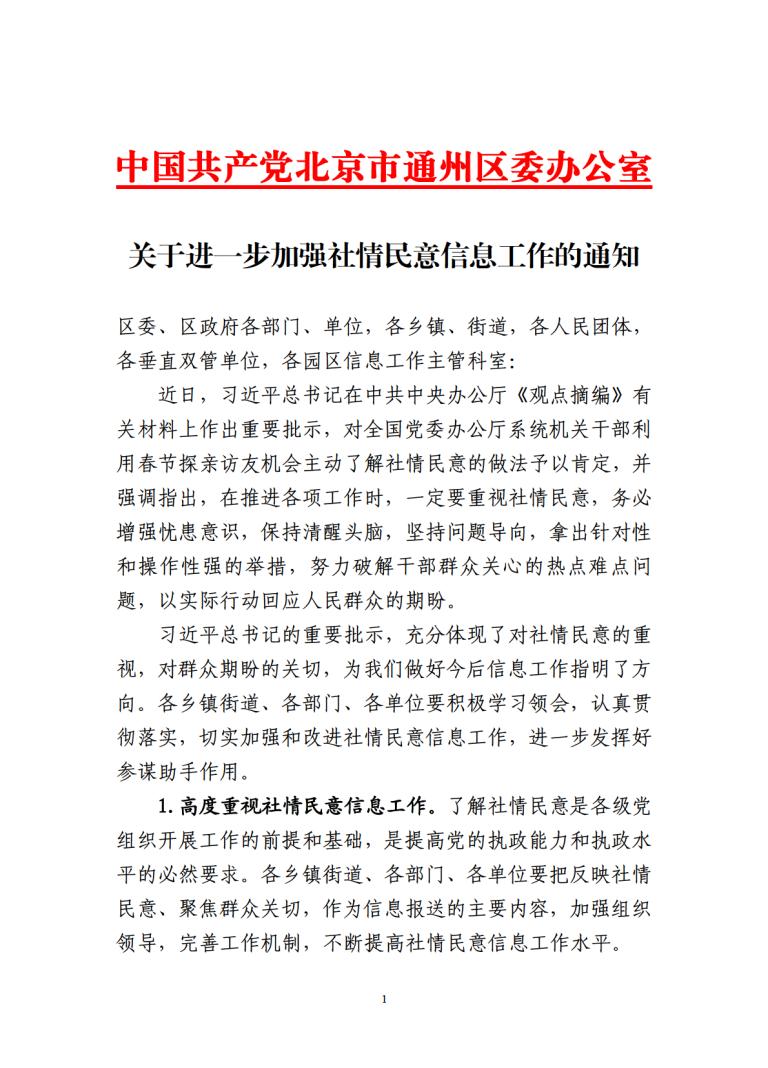 中国共产党北京市通州区委办公室
关于进一步加强社情民意信息工作的通知
区委、区政府各部门、单位，各乡镇、街道，各人民团体，
各垂直双管单位，各园区信息工作主管科室：
近日，习近平总书记在中共中央办公厅《观点摘编》有
关材料上作出重要批示，对全国党委办公厅系统机关干部利
用春节探亲访友机会主动了解社情民意的做法予以肯定，并
强调指出，在推进各项工作时，一定要重视社情民意，务必
增强忧患意识，保持清醒头脑，坚持问题导向，拿出针对性
和操作性强的举措，努力破解干部群众关心的热点难点问
题，以实际行动回应人民群众的期盼。
习近平总书记的重要批示，充分体现了对社情民意的重
视，对群众期盼的关切，为我们做好今后信息工作指明了方
向。各乡镇街道、各部门、各单位要积极学习领会，认真贯
彻落实，切实加强和改进社情民意信息工作，进一步发挥好
参谋助手作用。
1.高度重视社情民意信息工作。了解社情民意是各级党
组织开展工作的前提和基础，是提高党的执政能力和执政水
平的必然要求。各乡镇街道、各部门、各单位要把反映社情
民意、聚焦群众关切，作为信息报送的主要内容，加强组织
领导，完善工作机制，不断提高社情民意信息工作水平。
1